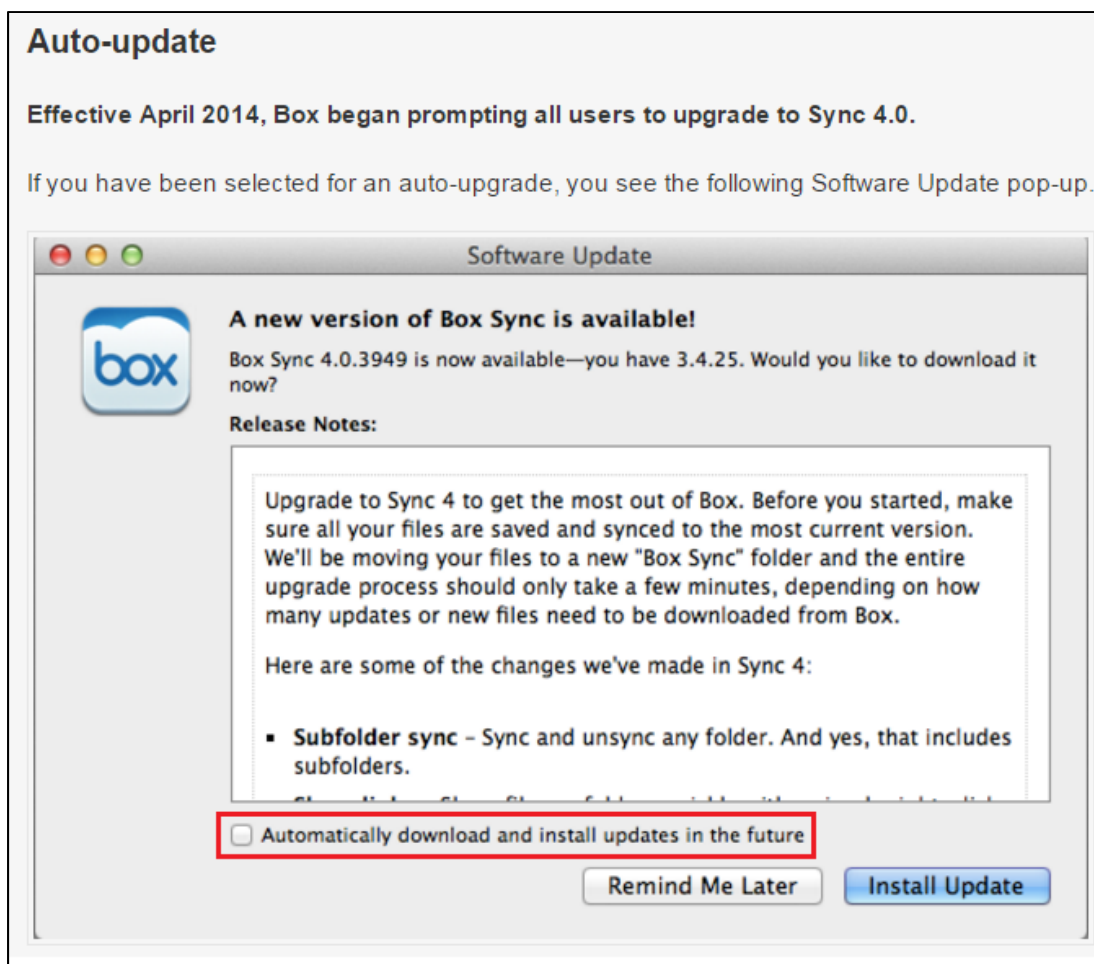 Auto-update
Effective April 2014, Box began prompting all users to upgrade to Sync 4.0.
If you have been selected for an auto-upgrade, you see the following Software Update pop-up.
Software Update
box
A new version of Box Sync is available!
Box Sync 4.0.3949 is now available—you have 3.4.25. Would you like to download it
now?
Release Notes:
Upgrade to Sync 4 to get the most out of Box. Before you started, make
sure all your files are saved and synced to the most current version.
We'll be moving your files to a new "Box Sync" folder and the entire
upgrade process should only take a few minutes, depending on how
many updates or new files need to be downloaded from Box.
Here are some of the changes we've made in Sync 4:
▪ Subfolder sync – Sync and unsync any folder. And yes, that includes
subfolders.
Automatically download and install updates in the future
Remind Me Later
Install Update